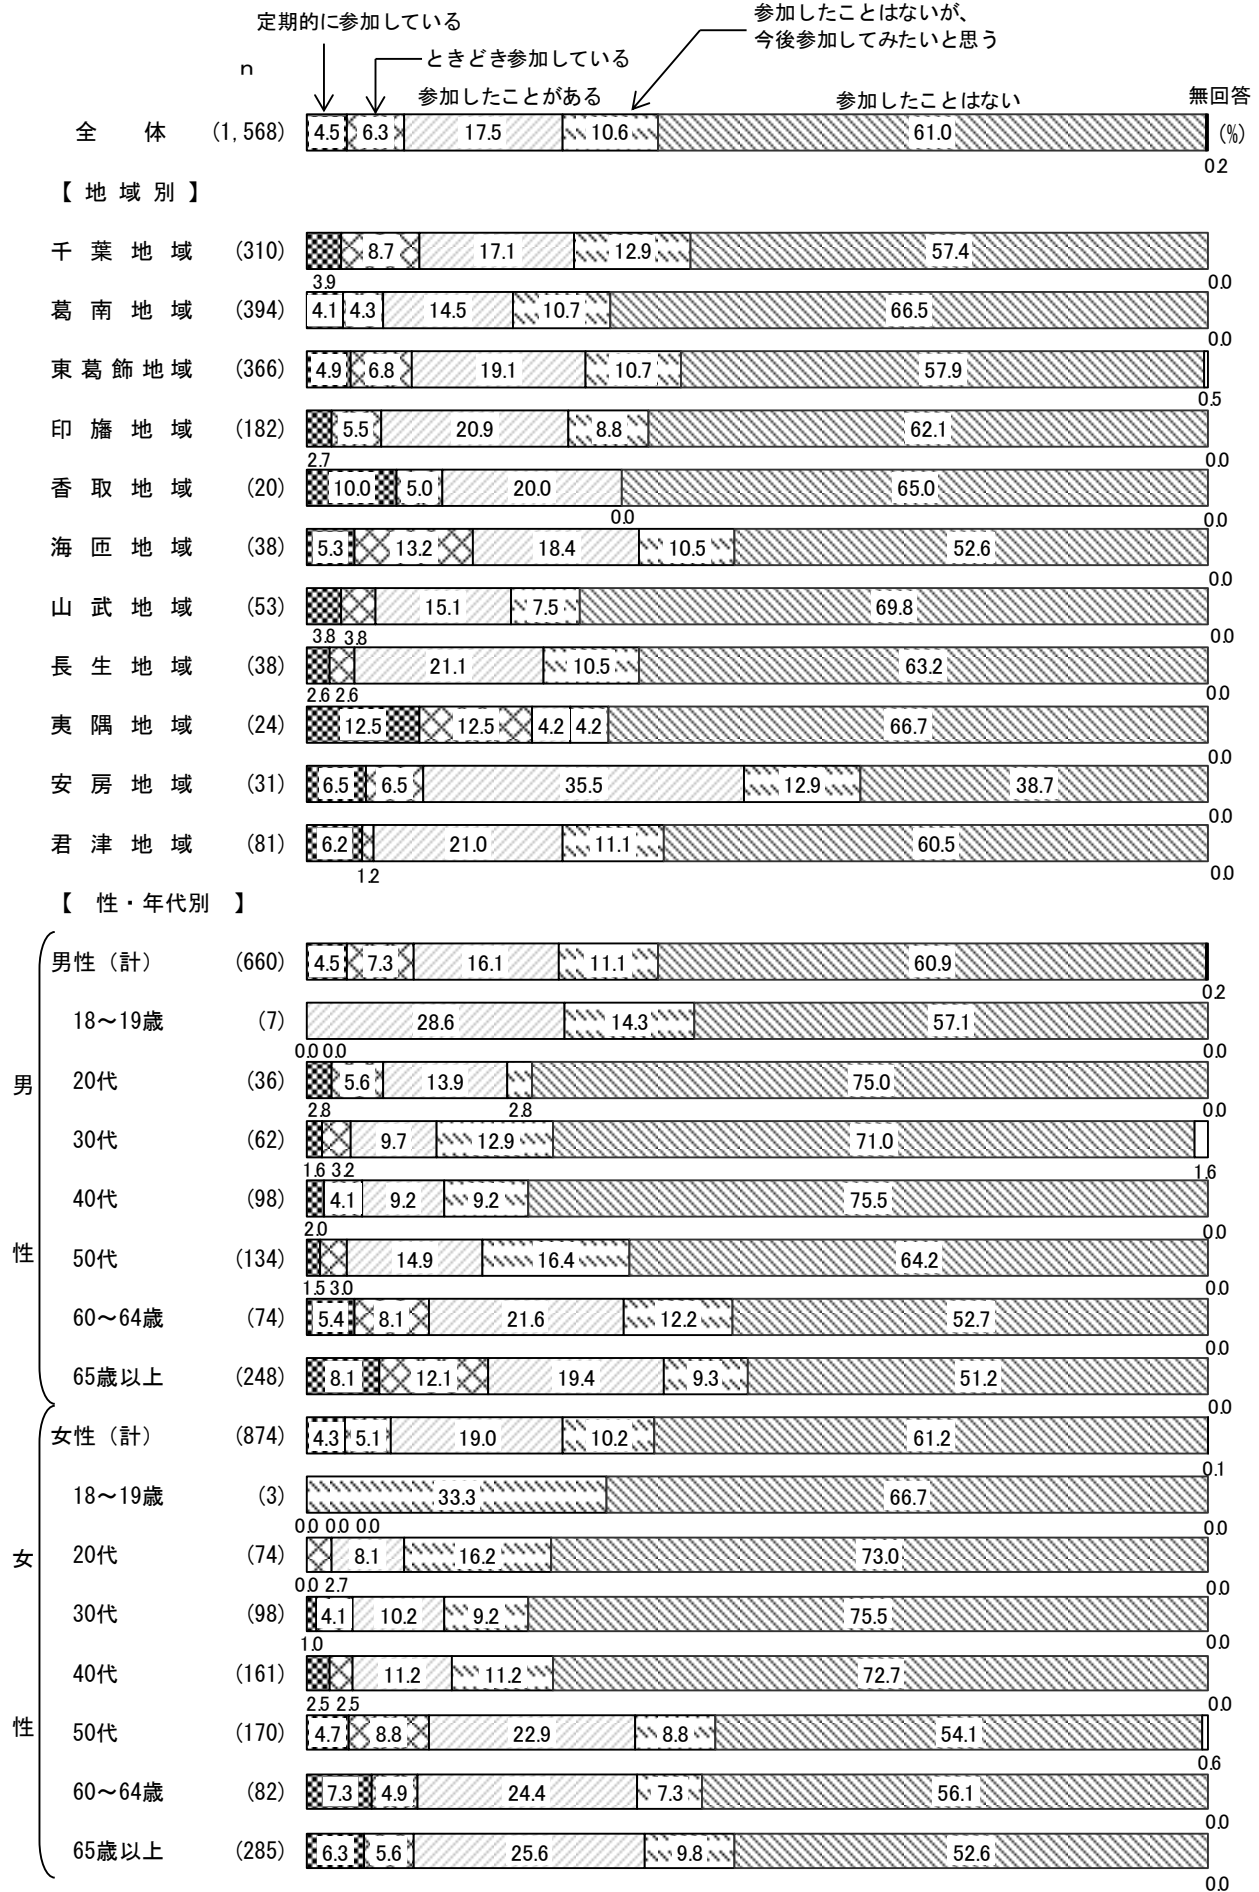 定期的に参加している
参加したことはないが、
今後参加してみたいと思う
ときどき参加している
n
参加したことがある
参加したことはない
無回答
全 体 (1,568) 4.5 6.3 17.5 10.6 61.0 (%)
0.2
【 地 域 別 】
千 葉 地 域 (310) 8.7 17.1 12.9 57.4
3.9 0.0
葛 南 地 域 (394) 4.1 4.3 14.5 10.7 66.5
0.0
東 葛 飾 地 域 (366) 4.9 6.8 19.1 10.7 57.9
0.5
印 旛 地 域 (182) 5.5 20.9 8.8 62.1
2.7 0.0
香 取 地 域 (20) 10.0 5.0 20.0 65.0
0.0 0.0
海 匝 地 域 (38) 5.3 13.2 18.4 10.5 52.6
0.0
山 武 地 域 (53) 15.1 7.5 69.8
3.8 3.8 0.0
長 生 地 域 (38) 21.1 10.5 63.2
2.6 2.6 0.0
夷 隅 地 域 (24) 12.5 12.5 4.2 4.2 66.7
0.0
安 房 地 域 (31) 6.5 6.5 35.5 12.9 38.7
0.0
君 津 地 域 (81) 6.2 21.0 11.1 60.5
1.2 0.0
【 性・年代別 】
男性（計） (660) 4.5 7.3 16.1 11.1 60.9
0.2
18～19歳 (7) 28.6 14.3 57.1
0.0 0.0 0.0
男
20代 (36) 5.6 13.9 75.0
2.8 2.8 0.0
30代 (62) 9.7 12.9 71.0
1.6 3.2 1.6
40代 (98) 4.1 9.2 9.2 75.5
2.0 0.0
性
50代 (134) 14.9 16.4 64.2
1.5 3.0 0.0
60～64歳 (74) 5.4 8.1 21.6 12.2 52.7
0.0
65歳以上 (248) 8.1 12.1 19.4 9.3 51.2
0.0
女性（計） (874) 4.3 5.1 19.0 10.2 61.2
0.1
18～19歳 (3) 33.3 66.7
0.0 0.0 0.0 0.0
女
20代 (74) 8.1 16.2 73.0
0.0 2.7 0.0
30代 (98) 4.1 10.2 9.2 75.5
1.0 0.0
40代 (161) 11.2 11.2 72.7
2.5 2.5 0.0
性
50代 (170) 4.7 8.8 22.9 8.8 54.1
0.6
60～64歳 (82) 7.3 4.9 24.4 7.3 56.1
0.0
65歳以上 (285) 6.3 5.6 25.6 9.8 52.6
0.0